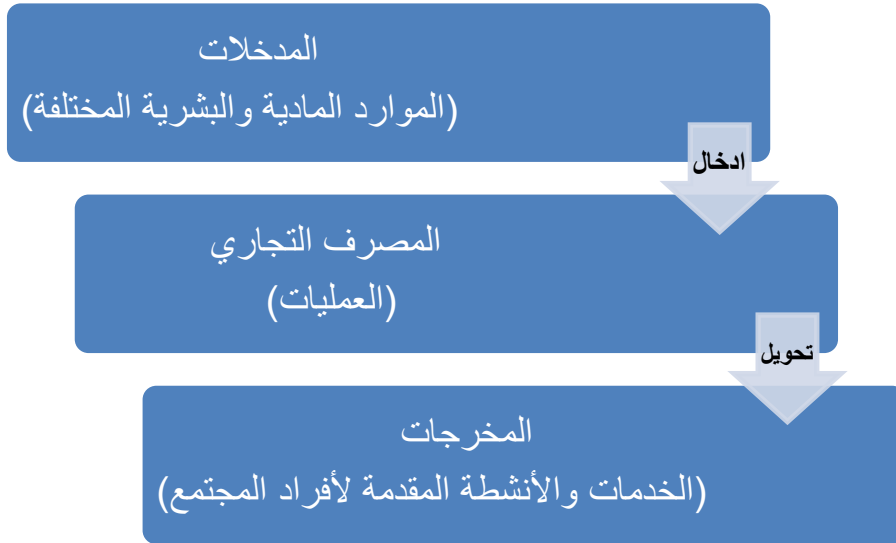 المدخلات
(الموارد المادية والبشرية المختلفة)
ادخال
المصرف التجاري
(العمليات)
تحويل
المخرجات
(الخدمات والأنشطة المقدمة لأفراد المجتمع)